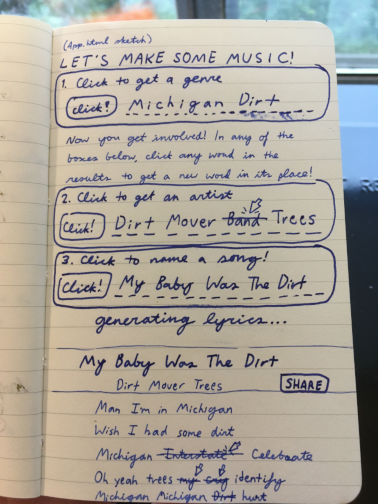 (App.html sketch)
LET'S MAKE SOME MUSIC!
1. Click to get a genre
click! Michigan Dirt
Now you get involved! In any of the
boxes below, click any word in the
results to get a new word in its place!
2. Click to get an artist
Click! Dirt Mover Band Trees
3. Click to name a song!
Click! My Baby Was The Dirt
generating lyrics...
My Baby Was The Dirt
Dirt Mover Trees SHARE
Man I'm in Michigan
Wish I had some dirt
Michigan Interstate Celebrate
Oh yeah trees my identify
Michigan Michigan Dirt hunt